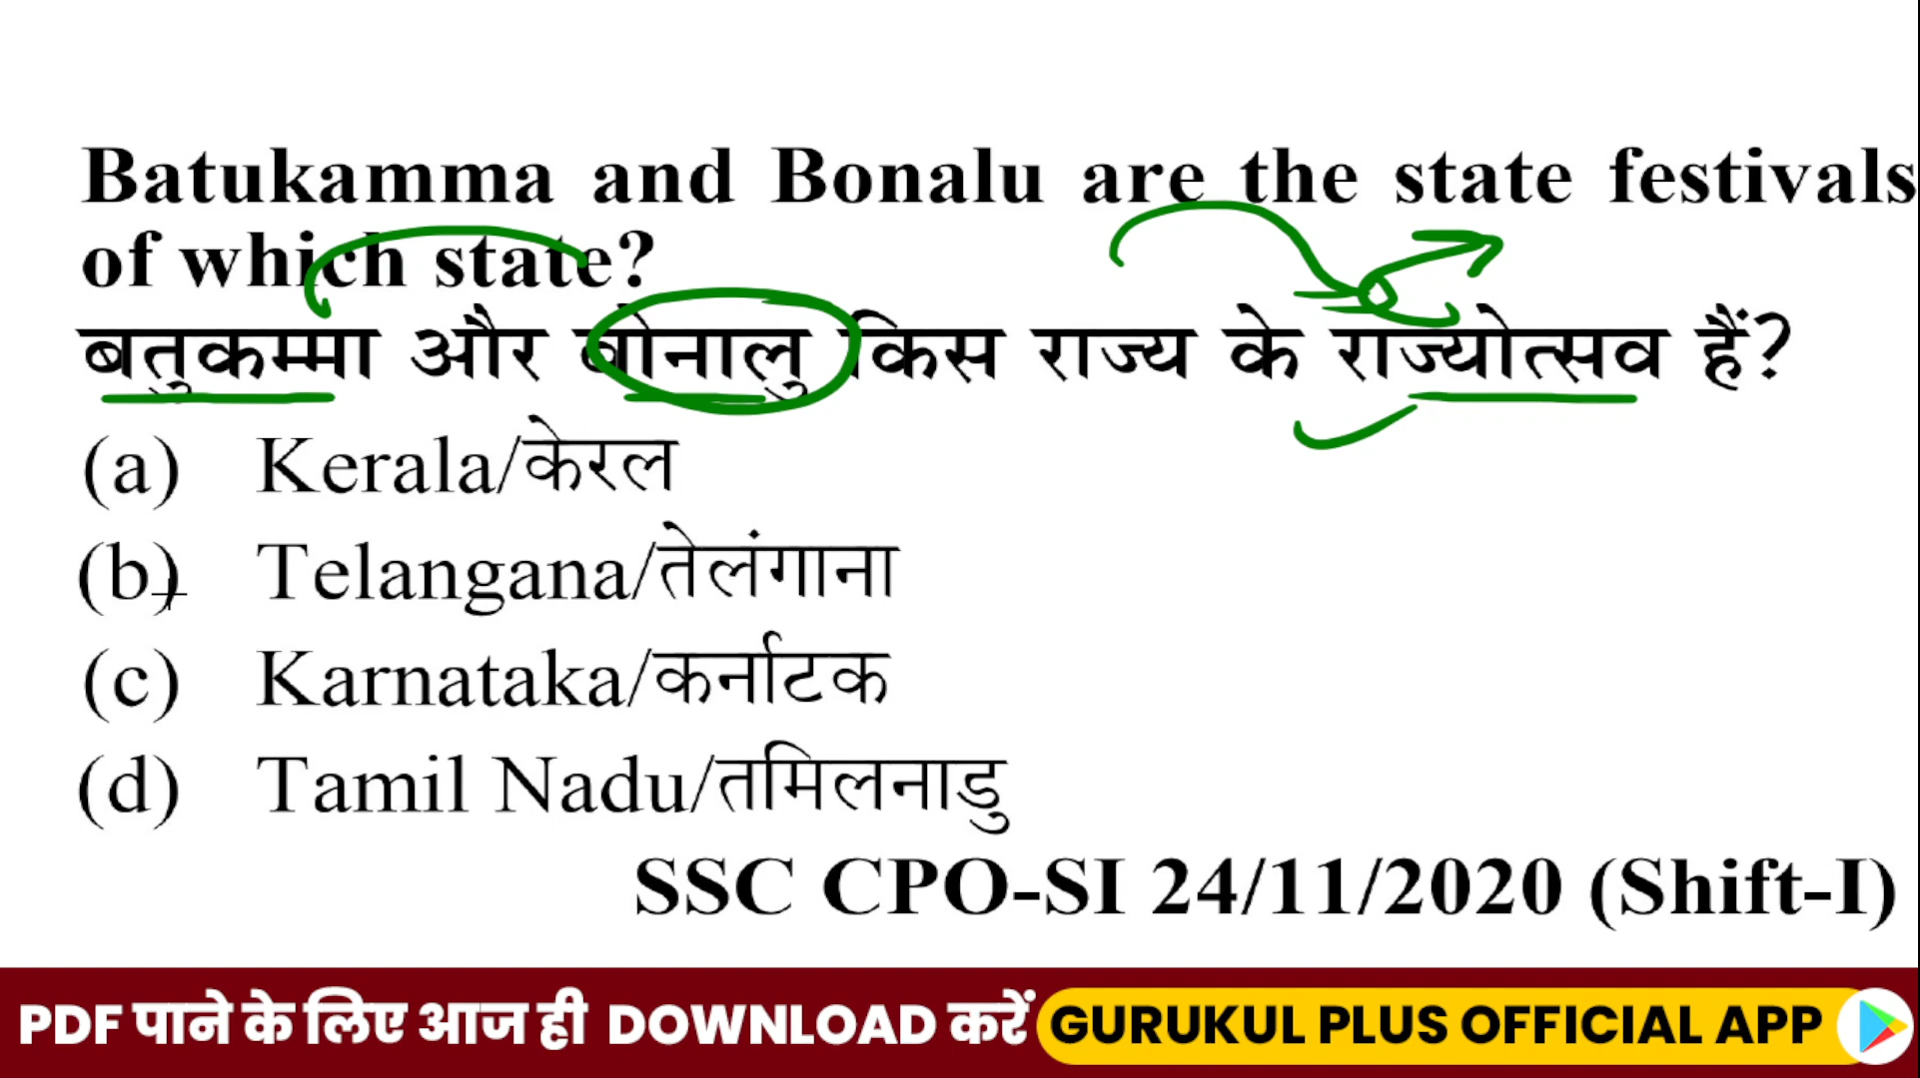 Batukamma and Bonalu are the state festivals
of which state?
बतुकम्मा और बोनालु किस राज्य के राज्योत्सव हैं?
(a) Kerala/केरल
(b) Telangana/तेलंगाना
(c) Karnataka/कर्नाटक
(d) Tamil Nadu/तमिलनाडु
SSC CPO-SI 24/11/2020 (Shift-I)
PDF पाने के लिए आज ही DOWNLOAD करें GURUKUL PLUS OFFICIAL APP